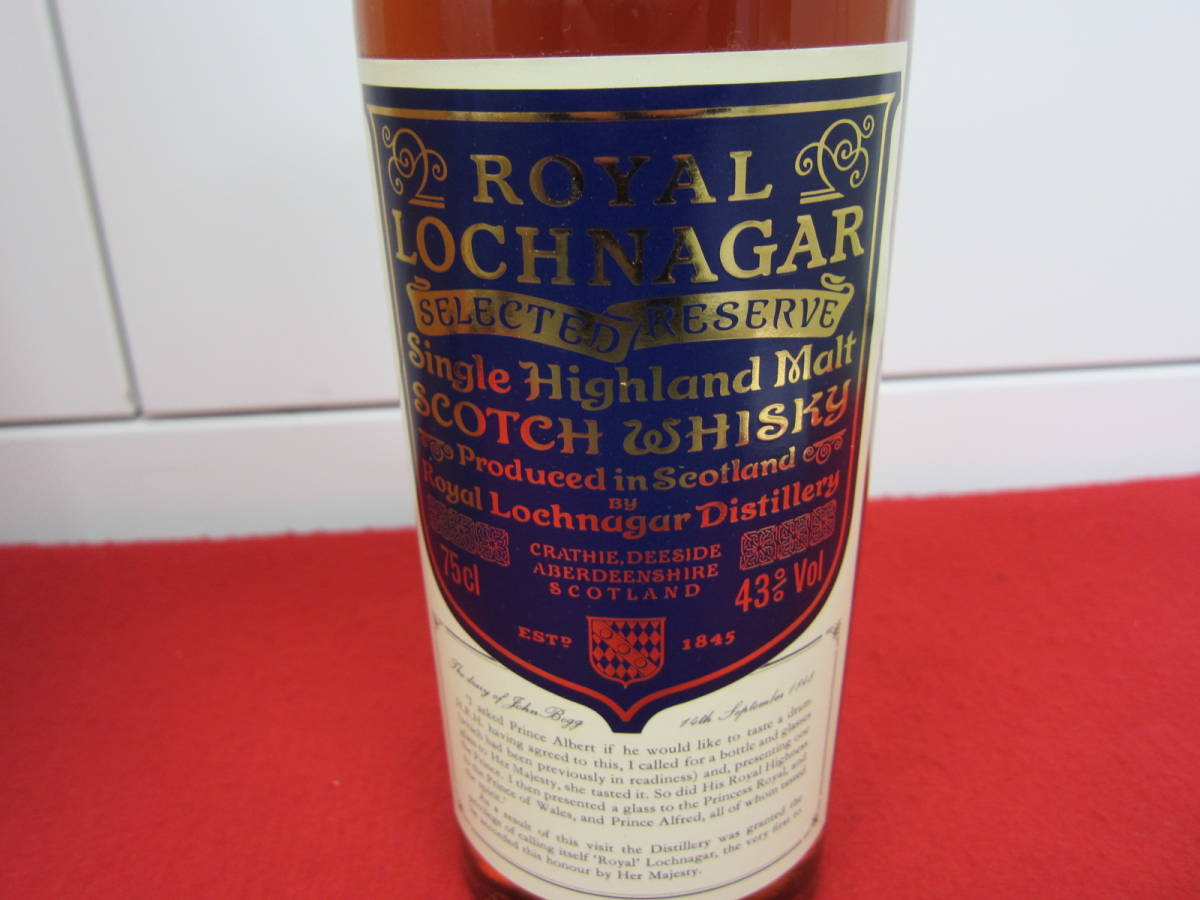 ROYAL
LOCHNAGAR
SELECTED RESERVE
Single Highland Malt
SCOTCH WHISKY
Produced in Scotland
BY
Royal Lochnagar Distillery
CRATHIE, DEESIDE
ABERDEENSHIRE
SCOTLAND
75cl
43% Vol
ESTD 1845
The diary of John Begg 14th September 1848
'I asked Prince Albert if he would like to taste a dram
H.R.H. having agreed to this, I called for a bottle and glasses
(which had been previously in readiness) and, presenting one
glass to Her Majesty, she tasted it. So did His Royal Highness
the Prince. I then presented a glass to the Princess Royal, and
to the Prince of Wales, and Prince Alfred, all of whom tasted
the spirit.'
As a result of this visit the Distillery was granted the
privilege of calling itself 'Royal' Lochnagar, the very first to
be accorded this honour by Her Majesty.